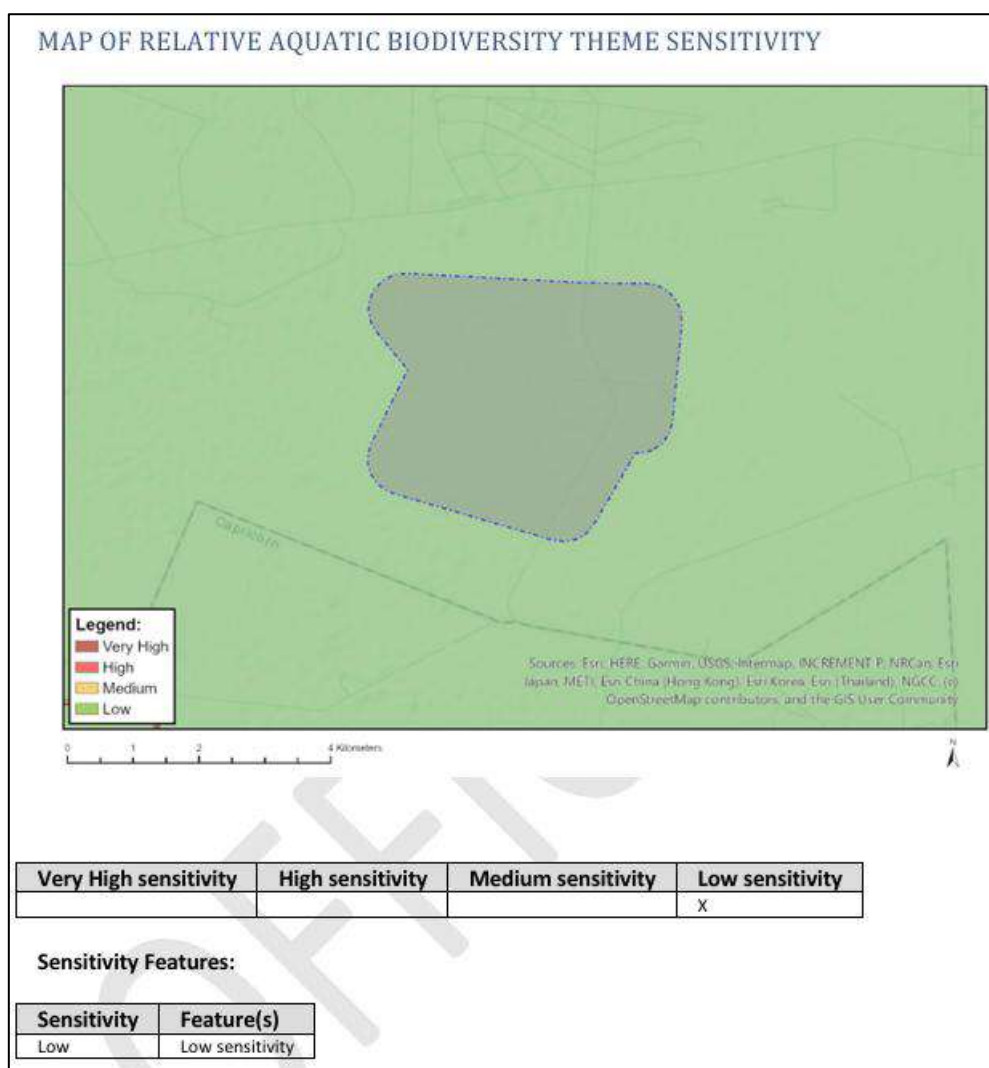 MAP OF RELATIVE AQUATIC BIODIVERSITY THEME SENSITIVITY
Capricorn
Legend:
Very High
High
Medium
Low
Sources: Esri, HERE, Garmin, USGS, Intermap, INCREMENT P, NRCan, Esri
Japan, METI, Esri China (Hong Kong), Esri Korea, Esri (Thailand), NGCC, (c)
OpenStreetMap contributors, and the GIS User Community
0 1 2 4 Kilometers
N
Very High sensitivity High sensitivity Medium sensitivity Low sensitivity
X
Sensitivity Features:
Sensitivity Feature(s)
Low Low sensitivity